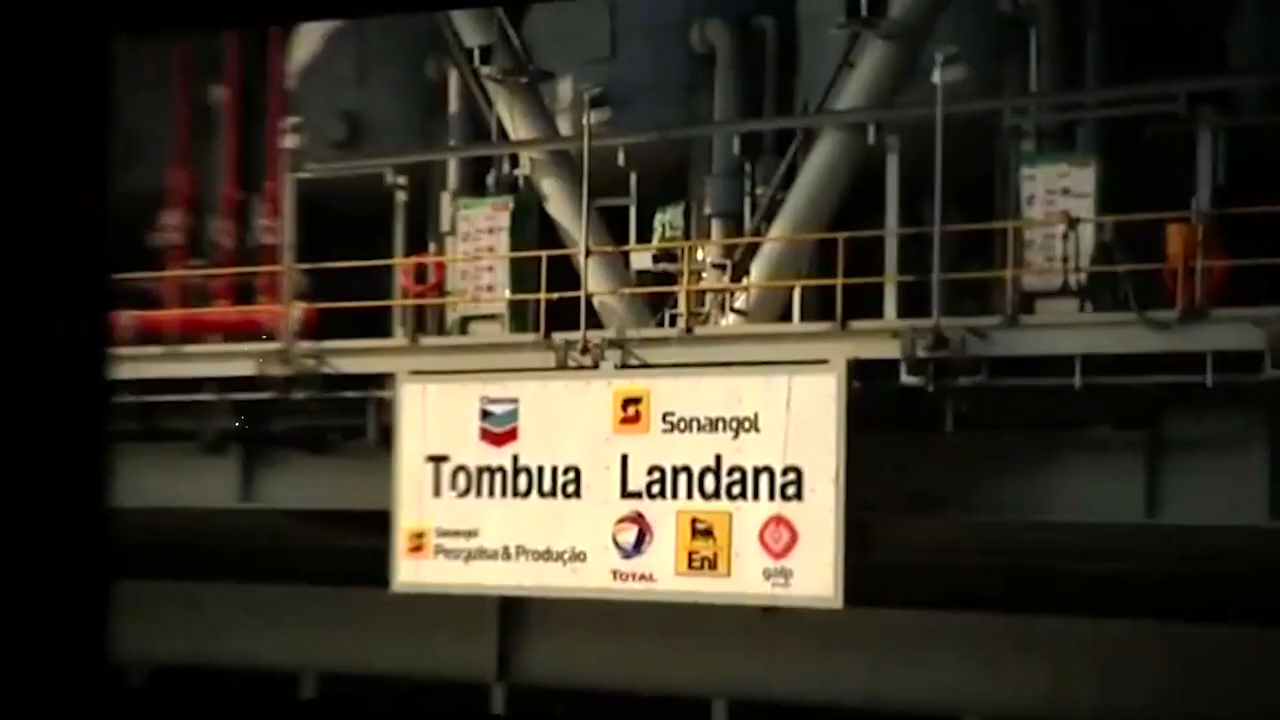 Sonangol
Tombua Landana
Sonangol
Pesquisa & Produção
TOTAL
Eni
galp